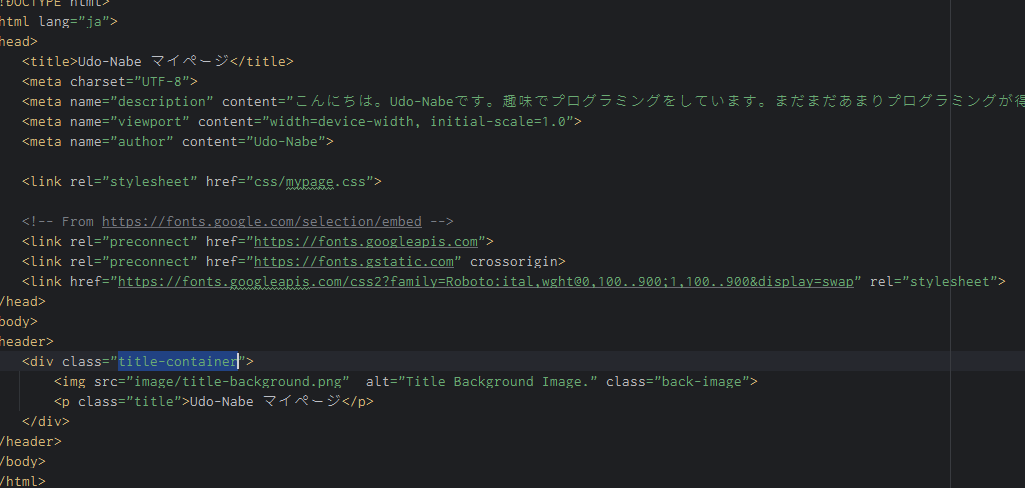 !DOCTYPE html>
html lang="ja">
head>
<title>Udo-Nabe マイページ</title>
<meta charset="UTF-8">
<meta name="description" content="こんにちは。Udo-Nabeです。趣味でプログラミングをしています。まだまだあまりプログラミングが得
<meta name="viewport" content="width=device-width, initial-scale=1.0">
<meta name="author" content="Udo-Nabe">
<link rel="stylesheet" href="css/mypage.css">
<!-- From https://fonts.google.com/selection/embed -->
<link rel="preconnect" href="https://fonts.googleapis.com">
<link rel="preconnect" href="https://fonts.gstatic.com" crossorigin>
<link href="https://fonts.googleapis.com/css2?family=Roboto:ital,wght@0,100..900;1,100..900&display=swap" rel="stylesheet">
/head>
body>
header>
<div class="title-container">
<img src="image/title-background.png"  alt="Title Background Image." class="back-image">
<p class="title">Udo-Nabe マイページ</p>
</div>
/header>
/body>
/html>